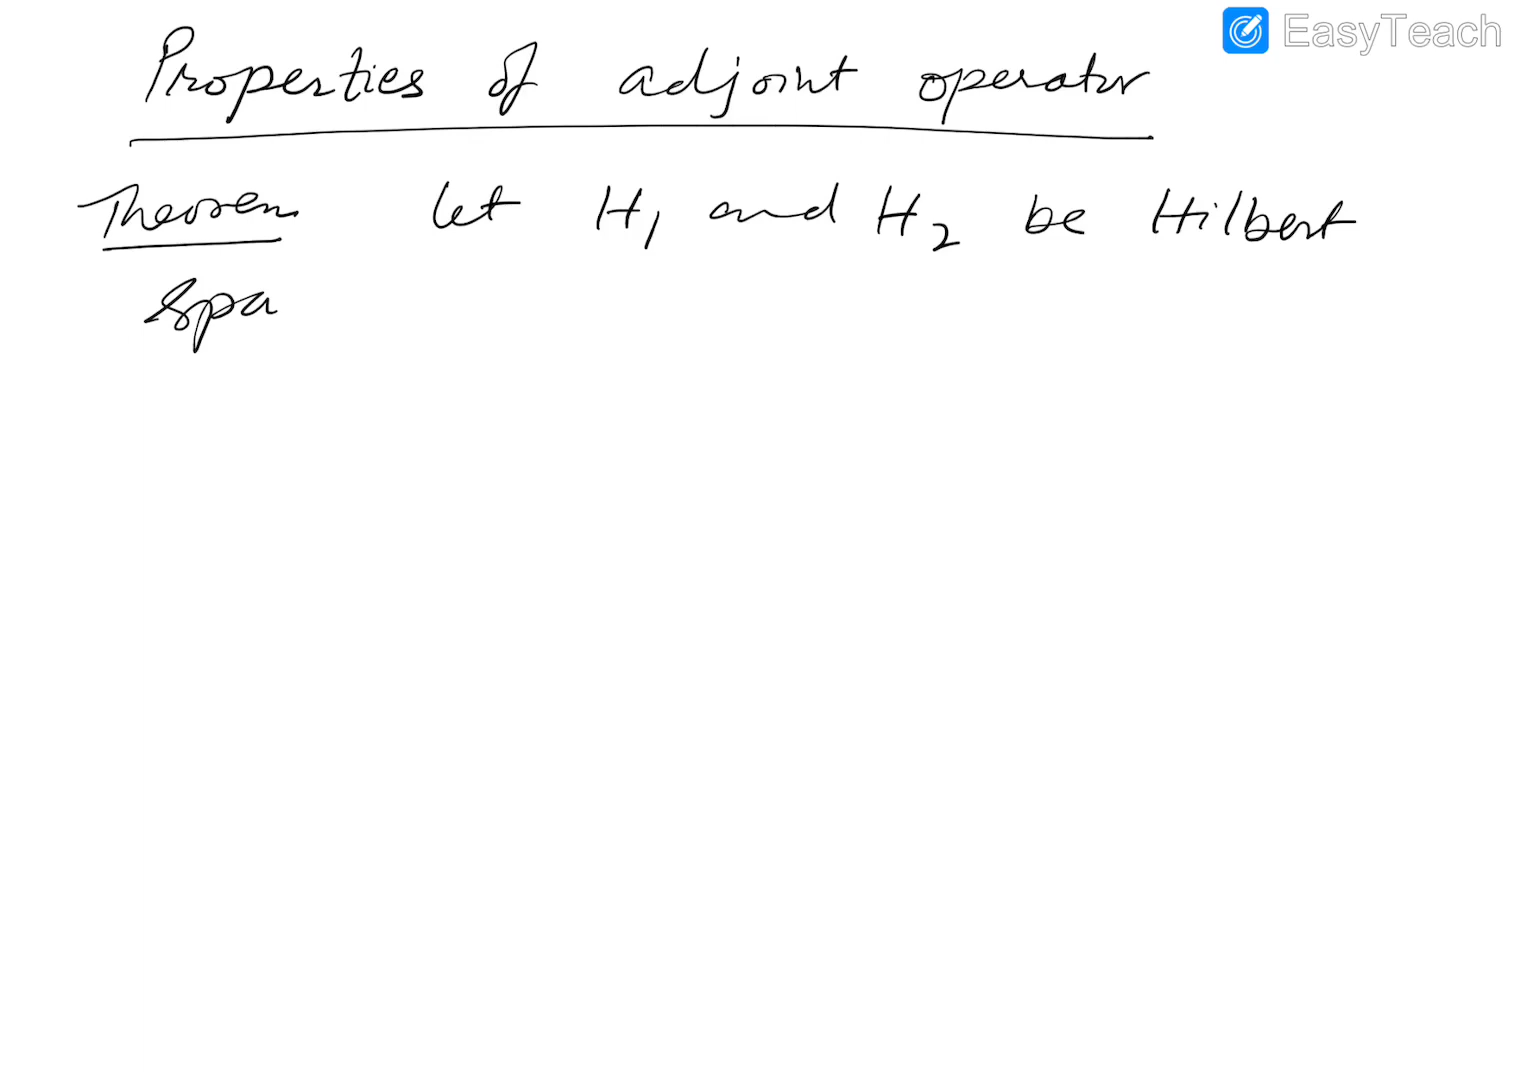 EasyTeach
Properties of adjoint operator
Theorem Let H₁ and H₂ be Hilbert
Spa